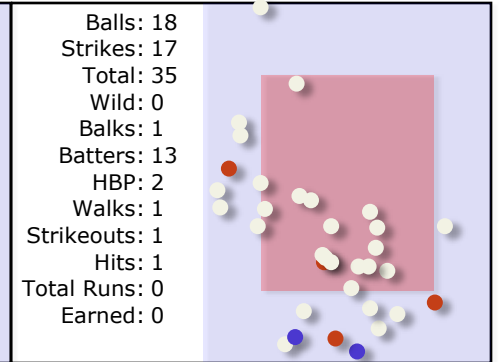 Balls: 18
Strikes: 17
Total: 35
Wild: 0
Balks: 1
Batters: 13
HBP: 2
Walks: 1
Strikeouts: 1
Hits: 1
Total Runs: 0
Earned: 0